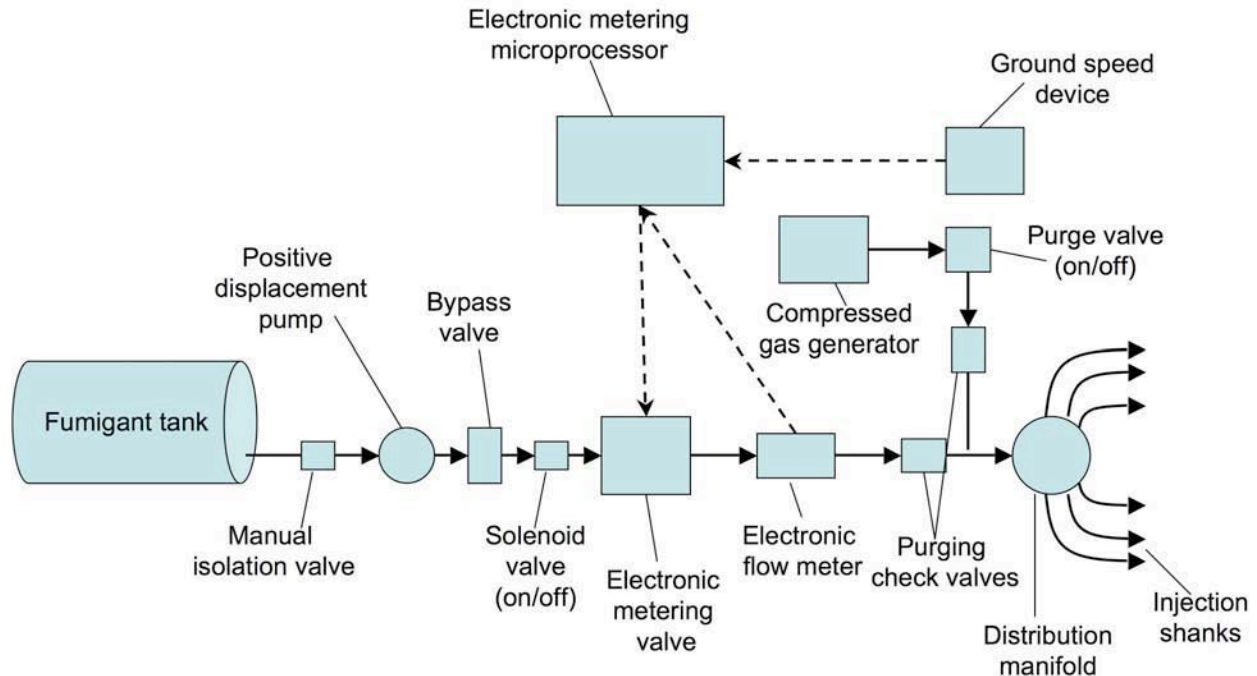 Electronic metering
microprocessor
Ground speed
device
Positive
displacement
pump
Bypass
valve
Purge valve
(on/off)
Compressed
gas generator
Fumigant tank
Manual
isolation valve
Solenoid
valve
(on/off)
Electronic
metering
valve
Electronic
flow meter
Purging
check valves
Distribution
manifold
Injection
shanks